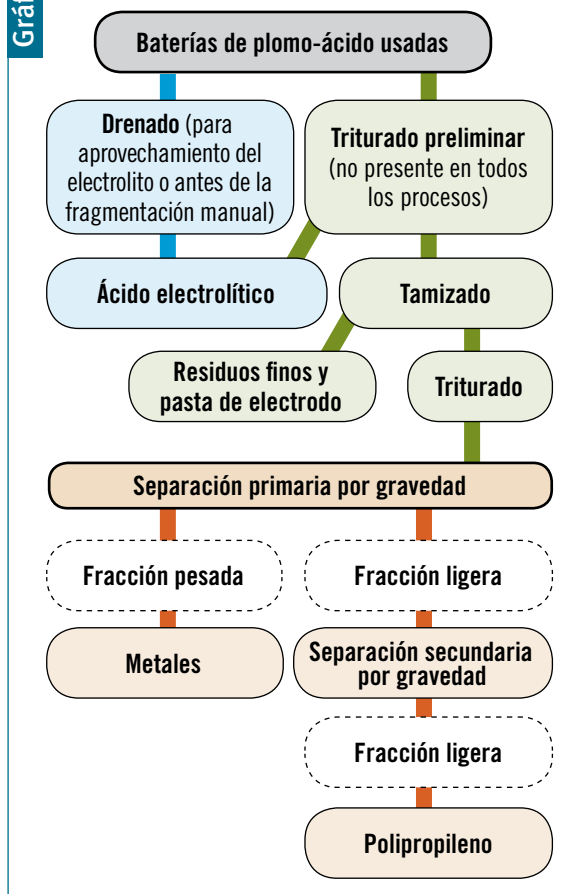 Gráf
Baterías de plomo-ácido usadas
Drenado (para
aprovechamiento del
electrolito o antes de la
fragmentación manual)
Triturado preliminar
(no presente en todos
los procesos)
Ácido electrolítico
Tamizado
Residuos finos y
pasta de electrodo
Triturado
Separación primaria por gravedad
Fracción pesada
Fracción ligera
Metales
Separación secundaria
por gravedad
Fracción ligera
Polipropileno